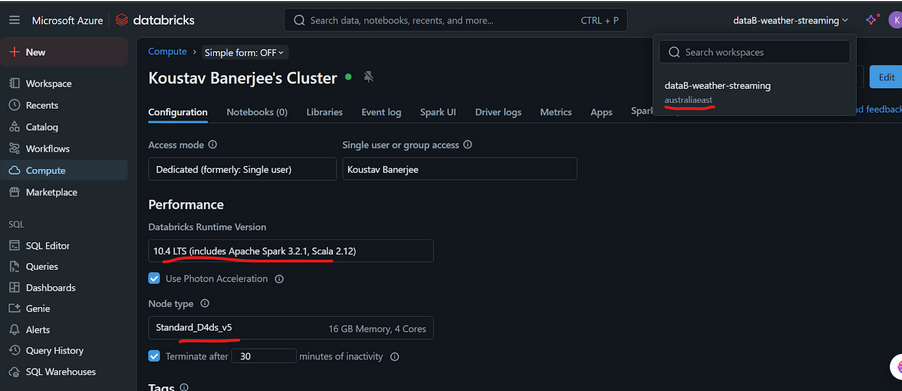 Microsoft Azure databricks Search data, notebooks, recents, and more... CTRL + P dataB-weather-streaming K
New
Workspace
Recents
Catalog
Workflows
Compute
Marketplace
SQL
SQL Editor
Queries
Dashboards
Genie
Alerts
Query History
SQL Warehouses
Compute Simple form: OFF
Koustav Banerjee's Cluster
Search workspaces
dataB-weather-streaming
australiaeast
Edit
Configuration Notebooks (0) Libraries Event log Spark UI Driver logs Metrics Apps Spark
feedback
Access mode Single user or group access
Dedicated (formerly: Single user) Koustav Banerjee
Performance
Databricks Runtime Version
10.4 LTS (includes Apache Spark 3.2.1, Scala 2.12)
Use Photon Acceleration
Node type
Standard_D4ds_v5 16 GB Memory, 4 Cores
Terminate after 30 minutes of inactivity
Tags